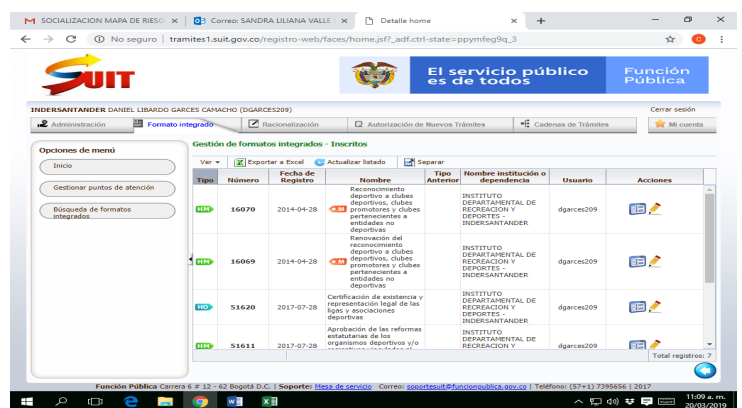 SOCIALIZACION MAPA DE RIESG
Correo: SANDRA LILIANA VALLE
Detalle home
No seguro | tramites1.suit.gov.co/registro-web/faces/home.jsf?_adf.ctrl-state=ppymfeg9q_3
SUIT
El servicio público
es de todos
Función
Pública
INDERSANTANDER DANIEL LIBARDO GARCES CAMACHO (DGARCES209)
Cerrar sesión
Administración
Formato integrado
Racionalización
Autorización de Nuevos Trámites
Cadenas de Trámites
Mi cuenta
Opciones de menú
Inicio
Gestionar puntos de atención
Búsqueda de formatos
integrados
Gestión de formatos integrados - Inscritos
Ver
Exportar a Excel
Actualizar listado
Separar
Tipo
Número
Fecha de
Registro
Nombre
Tipo
Anterior
Nombre institución o
dependencia
Usuario
Acciones
HM
16070
2014-04-28
M
Reconocimiento
deportivo a clubes
deportivos, clubes
promotores y clubes
pertenecientes a
entidades no
deportivas
INSTITUTO
DEPARTAMENTAL DE
RECREACION Y
DEPORTES -
INDERSANTANDER
dgarces209
HM
16069
2014-04-28
M
Renovación del
reconocimiento
deportivo a clubes
deportivos, clubes
promotores y clubes
pertenecientes a
entidades no
deportivas
INSTITUTO
DEPARTAMENTAL DE
RECREACION Y
DEPORTES -
INDERSANTANDER
dgarces209
HO
51620
2017-07-28
Certificación de existencia y
representación legal de las
ligas y asociaciones
deportivas
INSTITUTO
DEPARTAMENTAL DE
RECREACION Y
DEPORTES -
INDERSANTANDER
dgarces209
HM
51611
2017-07-28
Aprobación de las reformas
estatutarias de los
organismos deportivos y/o
INSTITUTO
DEPARTAMENTAL DE
RECREACION Y
dgarces209
Total registros: 7
Función Pública Carrera 6 # 12 - 62 Bogotá D.C. | Soporte: Mesa de servicio Correo: soportesuit@funcionpublica.gov.co | Teléfono: (57+1) 7395656 | 2017
11:09 a. m.
20/03/2019